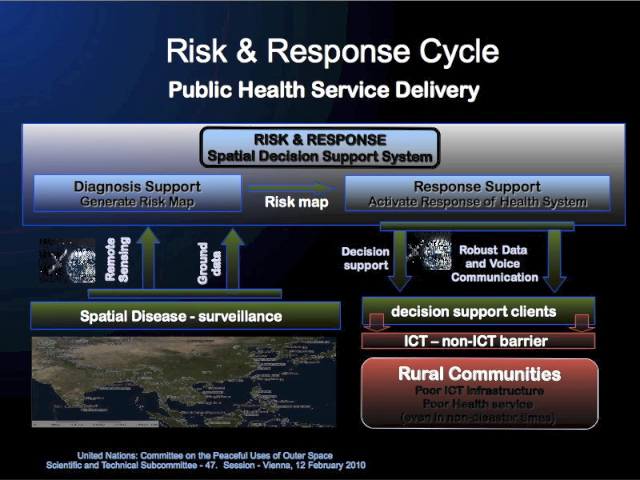 Risk & Response Cycle
Public Health Service Delivery
RISK & RESPONSE
Spatial Decision Support System
Diagnosis Support
Generate Risk Map
Risk map
Response Support
Activate Response of Health System
Remote
Sensing
Ground
data
Decision
support
Robust Data
and Voice
Communication
Spatial Disease - surveillance
decision support clients
ICT – non-ICT barrier
Rural Communities
Poor ICT Infrastructure
Poor Health service
(even in non-disaster times)
United Nations: Committee on the Peaceful Uses of Outer Space
Scientific and Technical Subcommittee - 47. Session - Vienna, 12 February 2010